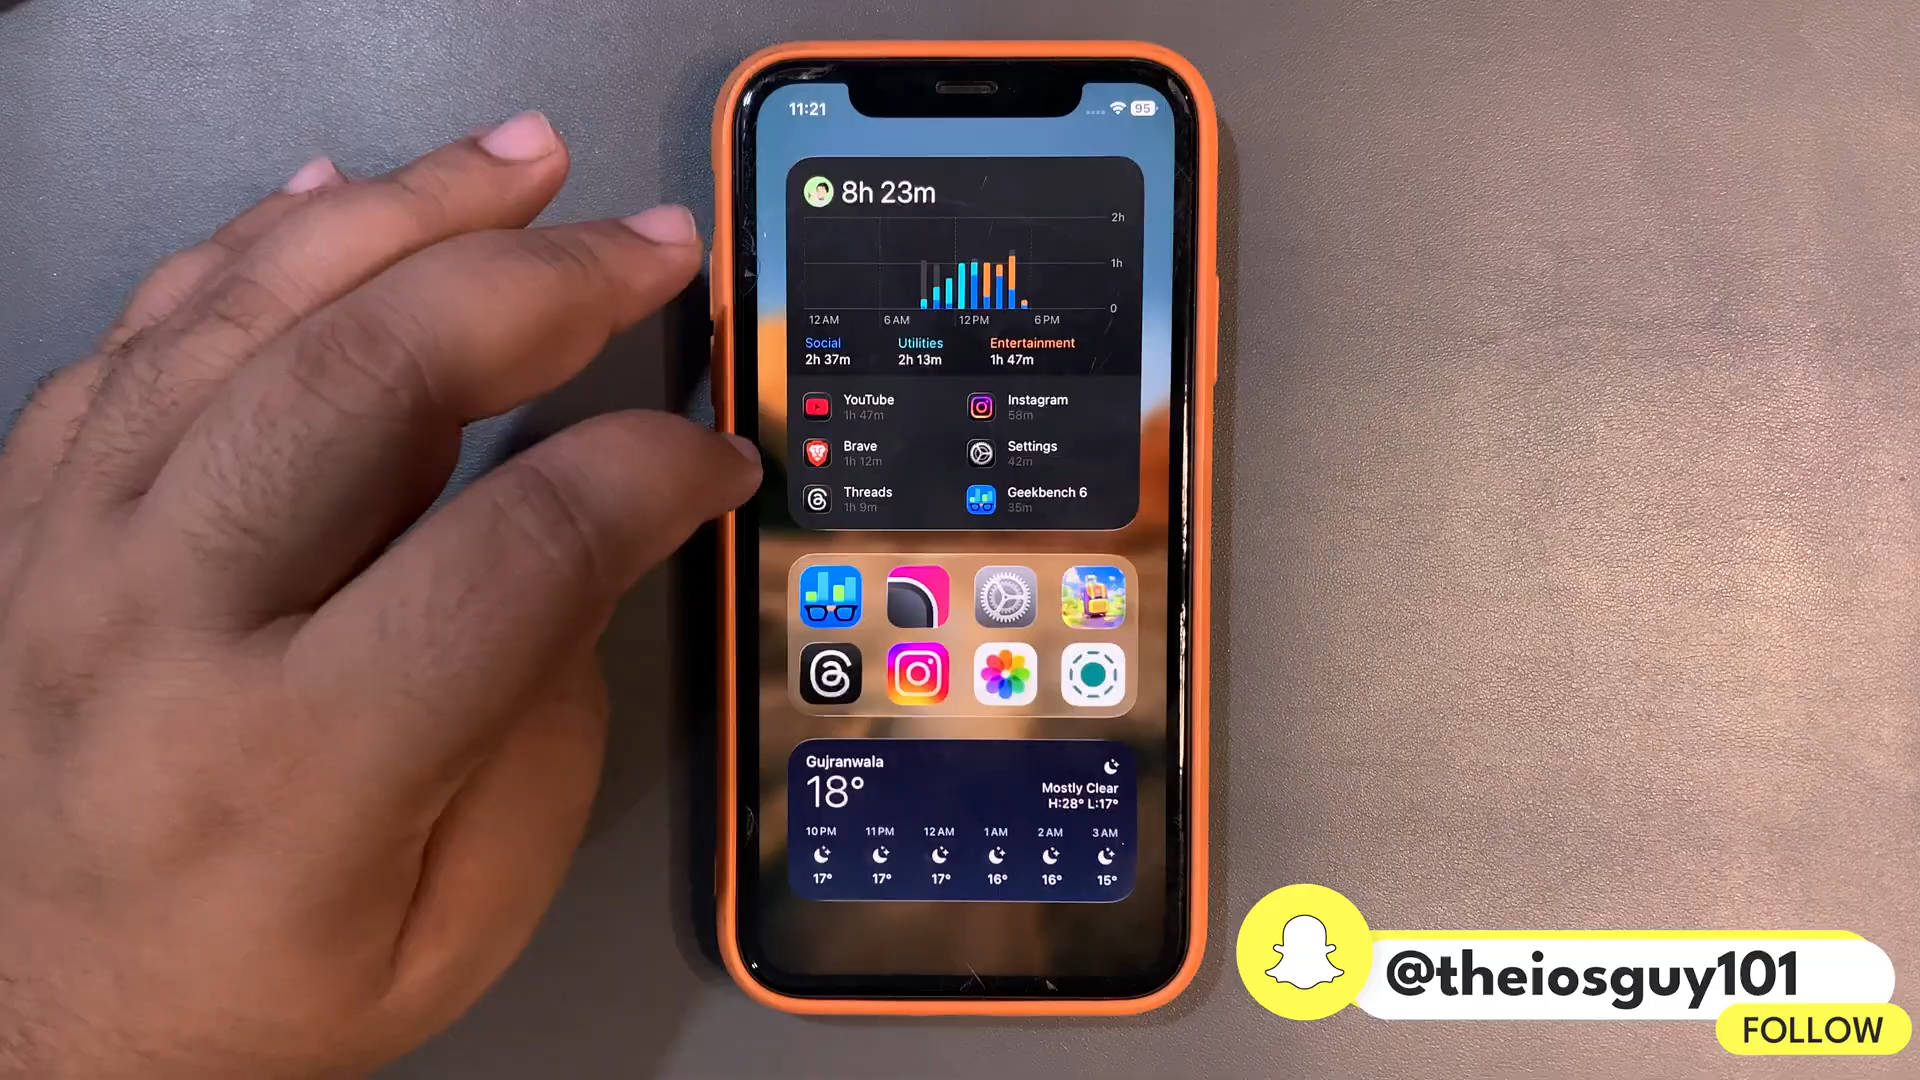 11:21
95
8h 23m
2h
1h
0
12 AM 6 AM 12 PM 6 PM
Social Utilities Entertainment
2h 37m 2h 13m 1h 47m
YouTube Instagram
1h 47m 58m
Brave Settings
1h 12m 42m
Threads Geekbench 6
1h 9m 35m
Gujranwala
18°
Mostly Clear
H:28° L:17°
10 PM 11 PM 12 AM 1 AM 2 AM 3 AM
17° 17° 17° 16° 16° 15°
@theiosguy101
FOLLOW